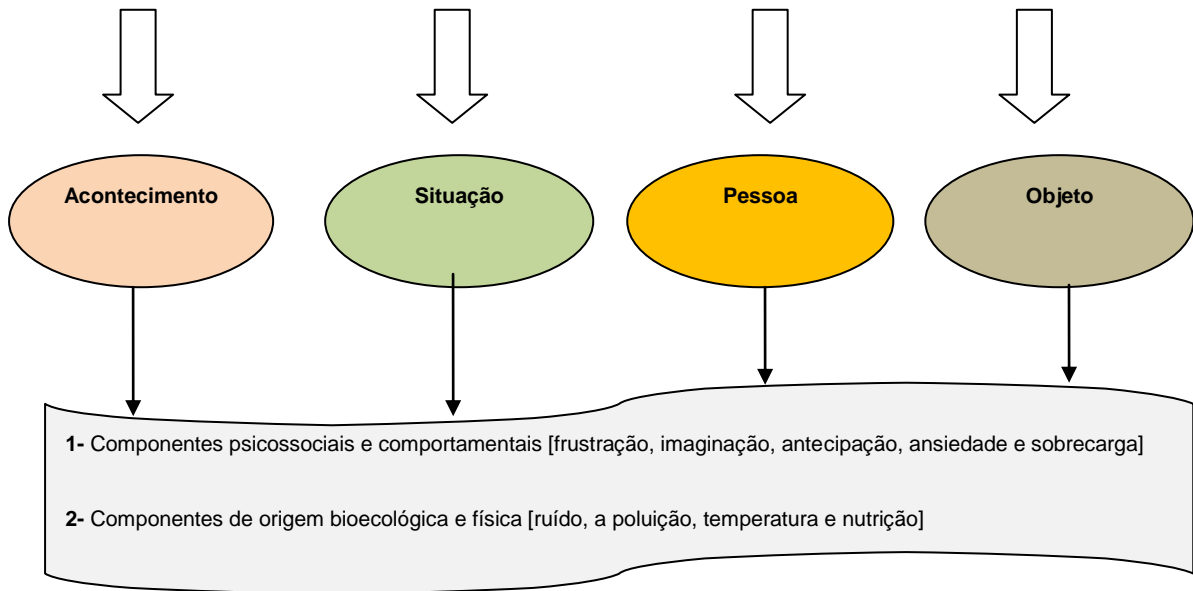 Acontecimento
Situação
Pessoa
Objeto
1- Componentes psicossociais e comportamentais [frustração, imaginação, antecipação, ansiedade e sobrecarga]
2- Componentes de origem bioecológica e física [ruído, a poluição, temperatura e nutrição]